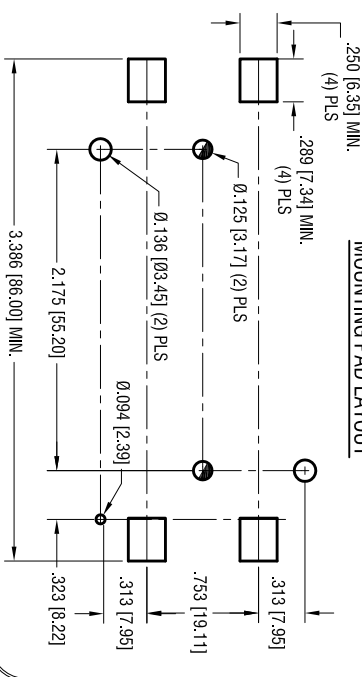 MOUNTING PAD LAYOUT
.250 [6.35] MIN.
(4) PLS
.289 [7.34] MIN.
(4) PLS
Ø.125 [3.17] (2) PLS
Ø.136 [Ø3.45] (2) PLS
Ø.094 [2.39]
2.175 [55.20]
3.386 [86.00] MIN.
.313 [7.95]
.753 [19.11]
.313 [7.95]
.323 [8.22]